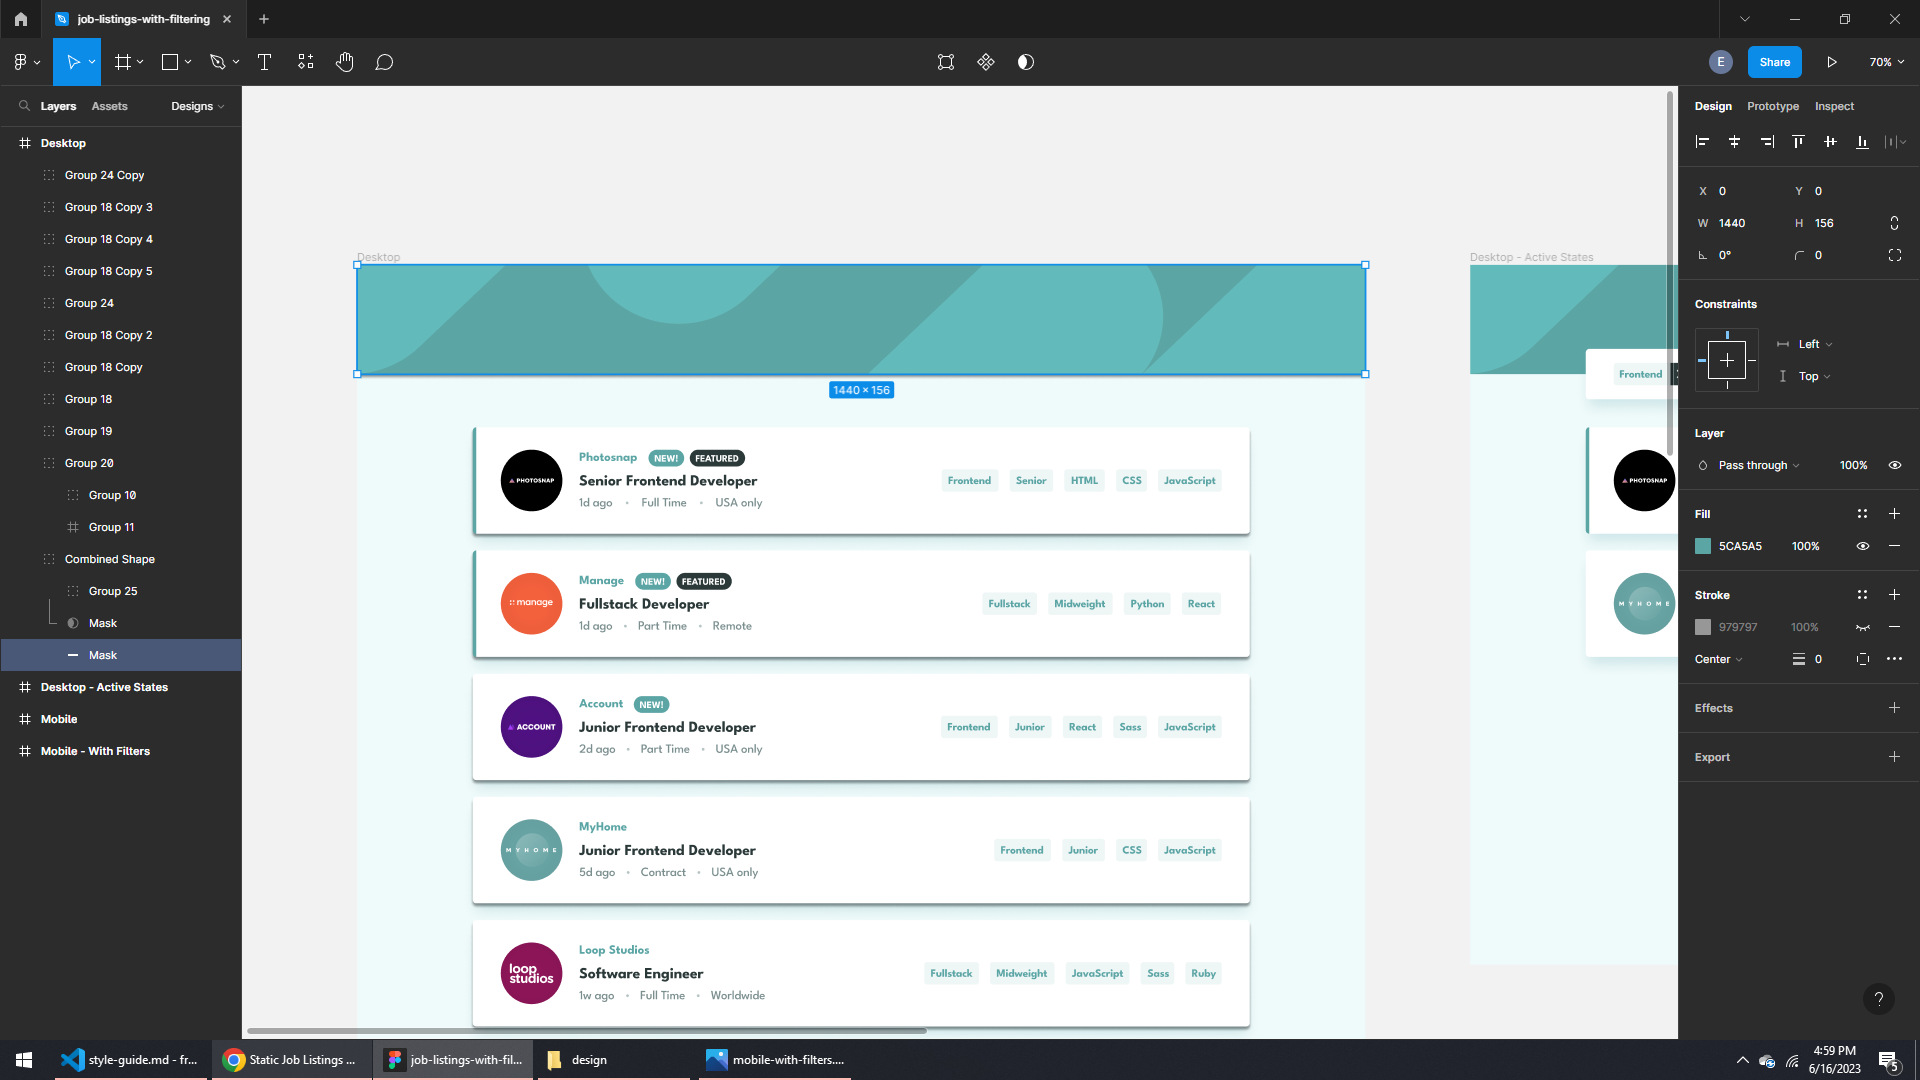 job-listings-with-filtering
Share
70%
E
Layers
Assets
Designs
Desktop
Group 24 Copy
Group 18 Copy 3
Group 18 Copy 4
Group 18 Copy 5
Group 24
Group 18 Copy 2
Group 18 Copy
Group 18
Group 19
Group 20
Group 10
Group 11
Combined Shape
Group 25
Mask
Mask
Desktop - Active States
Mobile
Mobile - With Filters
Desktop
1440 × 156
Photosnap NEW! FEATURED
PHOTOSNAP
Senior Frontend Developer
1d ago • Full Time • USA only
Frontend Senior HTML CSS JavaScript
Manage NEW! FEATURED
manage
Fullstack Developer
1d ago • Part Time • Remote
Fullstack Midweight Python React
Account NEW!
ACCOUNT
Junior Frontend Developer
2d ago • Part Time • USA only
Frontend Junior React Sass JavaScript
MyHome
MYHOME
Junior Frontend Developer
5d ago • Contract • USA only
Frontend Junior CSS JavaScript
Loop Studios
loop
studios
Software Engineer
1w ago • Full Time • Worldwide
Fullstack Midweight JavaScript Sass Ruby
Desktop - Active States
Frontend
PHOTOSNAP
MYHOME
Design
Prototype
Inspect
X 0 Y 0
W 1440 H 156
0° 0
Constraints
Left
Top
Layer
Pass through 100%
Fill
5CA5A5 100%
Stroke
979797 100%
Center 0
Effects
Export
?
style-guide.md - fr...
Static Job Listings ...
job-listings-with-fil...
design
mobile-with-filters....
4:59 PM
6/16/2023
5